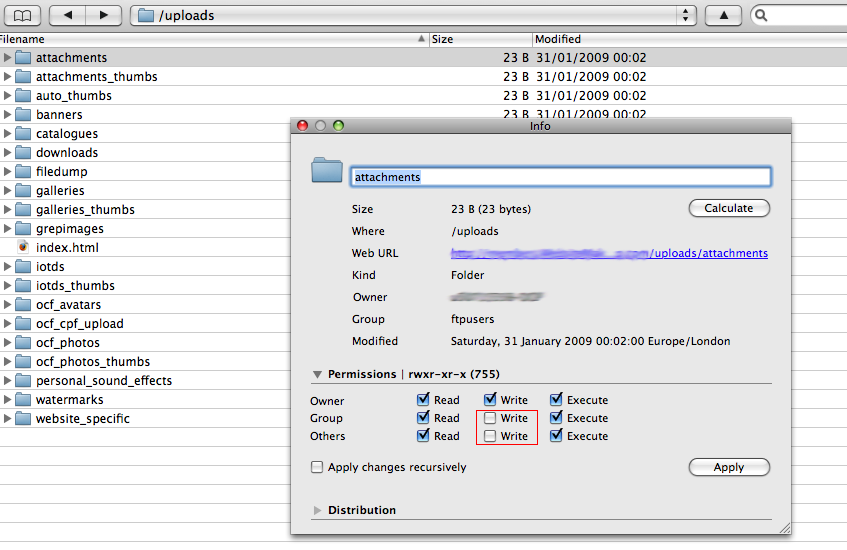 /uploads
Filename Size Modified
attachments 23 B 31/01/2009 00:02
attachments_thumbs 23 B 31/01/2009 00:02
auto_thumbs 23 B 31/01/2009 00:02
banners 23 B 31/01/2009 00:02
catalogues
downloads
filedump
galleries
galleries_thumbs
grepimages
index.html
iotds
iotds_thumbs
ocf_avatars
ocf_cpf_upload
ocf_photos
ocf_photos_thumbs
personal_sound_effects
watermarks
website_specific
Info
attachments
Size 23 B (23 bytes) Calculate
Where /uploads
Web URL /uploads/attachments
Kind Folder
Owner
Group ftpusers
Modified Saturday, 31 January 2009 00:02:00 Europe/London
Permissions | rwxr-xr-x (755)
Owner Read Write Execute
Group Read Write Execute
Others Read Write Execute
Apply changes recursively Apply
Distribution